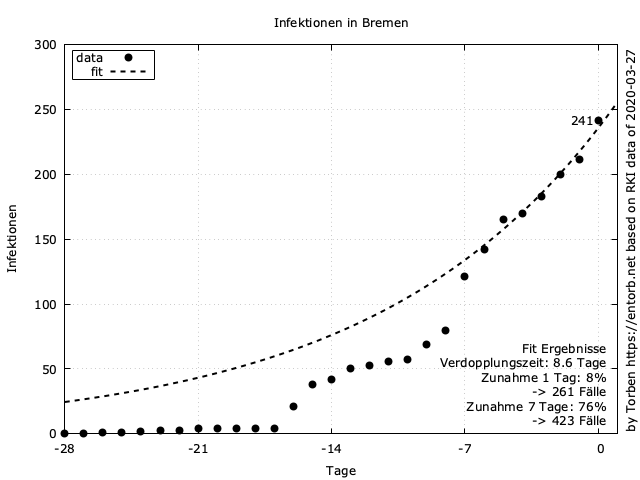 Infektionen in Bremen
300
250
200
150
100
50
0
Infektionen
data
fit
241
Fit Ergebnisse
Verdopplungszeit: 8.6 Tage
Zunahme 1 Tag: 8%
-> 261 Fälle
Zunahme 7 Tage: 76%
-> 423 Fälle
-28 -21 -14 -7 0
Tage
by Torben https://entorb.net based on RKI data of 2020-03-27